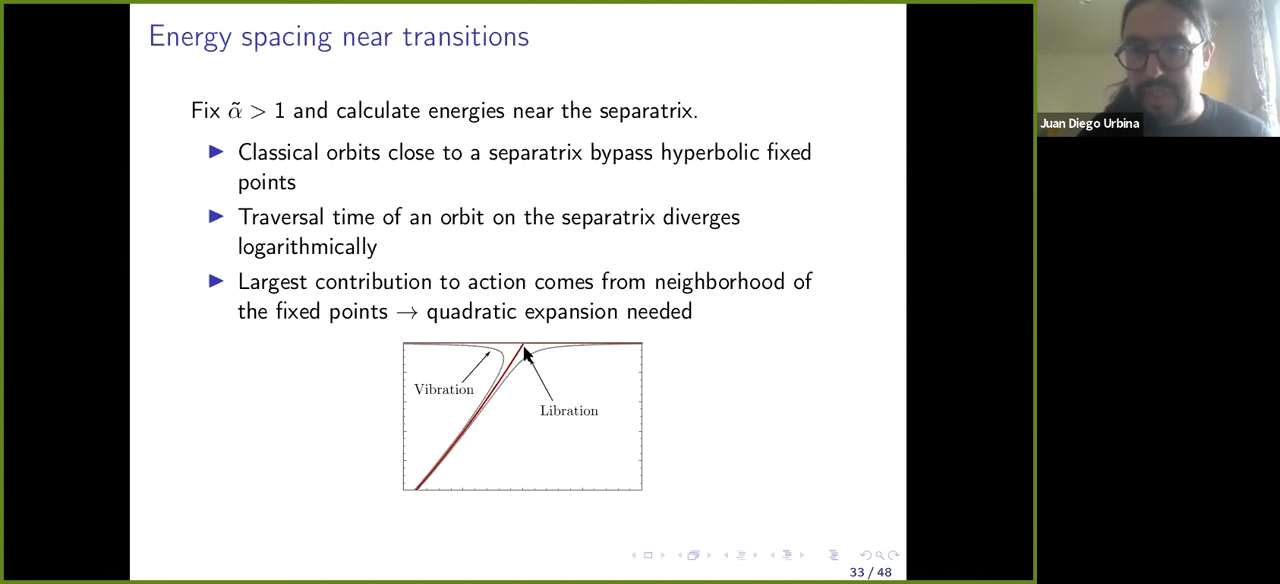 Energy spacing near transitions
Fix α̃ > 1 and calculate energies near the separatrix.
Classical orbits close to a separatrix bypass hyperbolic fixed
points
Traversal time of an orbit on the separatrix diverges
logarithmically
Largest contribution to action comes from neighborhood of
the fixed points → quadratic expansion needed
Vibration
Libration
33 / 48
Juan Diego Urbina